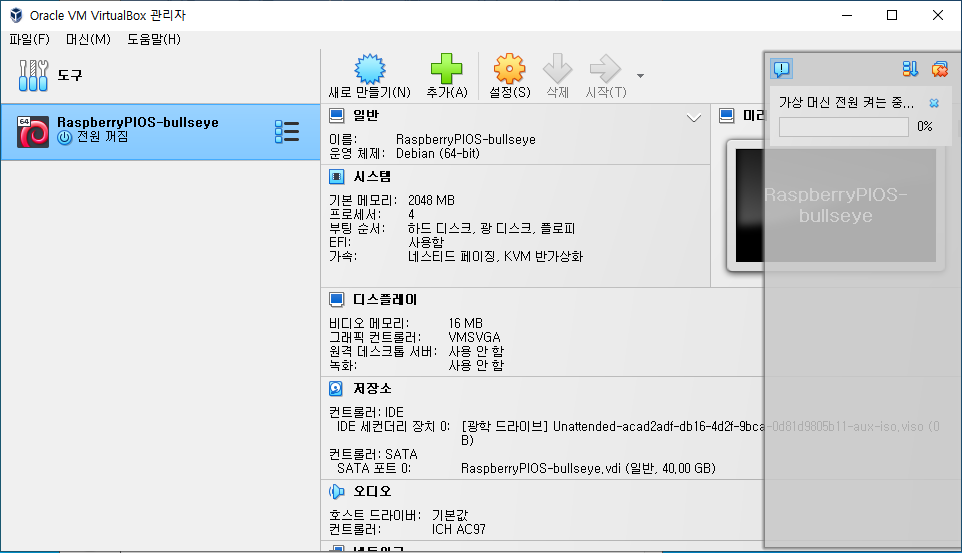 Oracle VM VirtualBox 관리자
파일(F) 머신(M) 도움말(H)
도구
새로 만들기(N) 추가(A) 설정(S) 삭제 시작(T)
64
RaspberryPIOS-bullseye
전원 꺼짐
일반
이름: RaspberryPIOS-bullseye
운영 체제: Debian (64-bit)
시스템
기본 메모리: 2048 MB
프로세서: 4
부팅 순서: 하드 디스크, 광 디스크, 플로피
EFI: 사용함
가속: 네스티드 페이징, KVM 반가상화
미리
가상 머신 전원 켜는 중...
0%
RaspberryPIOS-
bullseye
디스플레이
비디오 메모리: 16 MB
그래픽 컨트롤러: VMSVGA
원격 데스크톱 서버: 사용 안 함
녹화: 사용 안 함
저장소
컨트롤러: IDE
IDE 세컨더리 장치 0: [광학 드라이브] Unattended-acad2adf-db16-4d2f-9bca-0d81d9805b11-aux-iso.viso (0
B)
컨트롤러: SATA
SATA 포트 0: RaspberryPIOS-bullseye.vdi (일반, 40.00 GB)
오디오
호스트 드라이버: 기본값
컨트롤러: ICH AC97